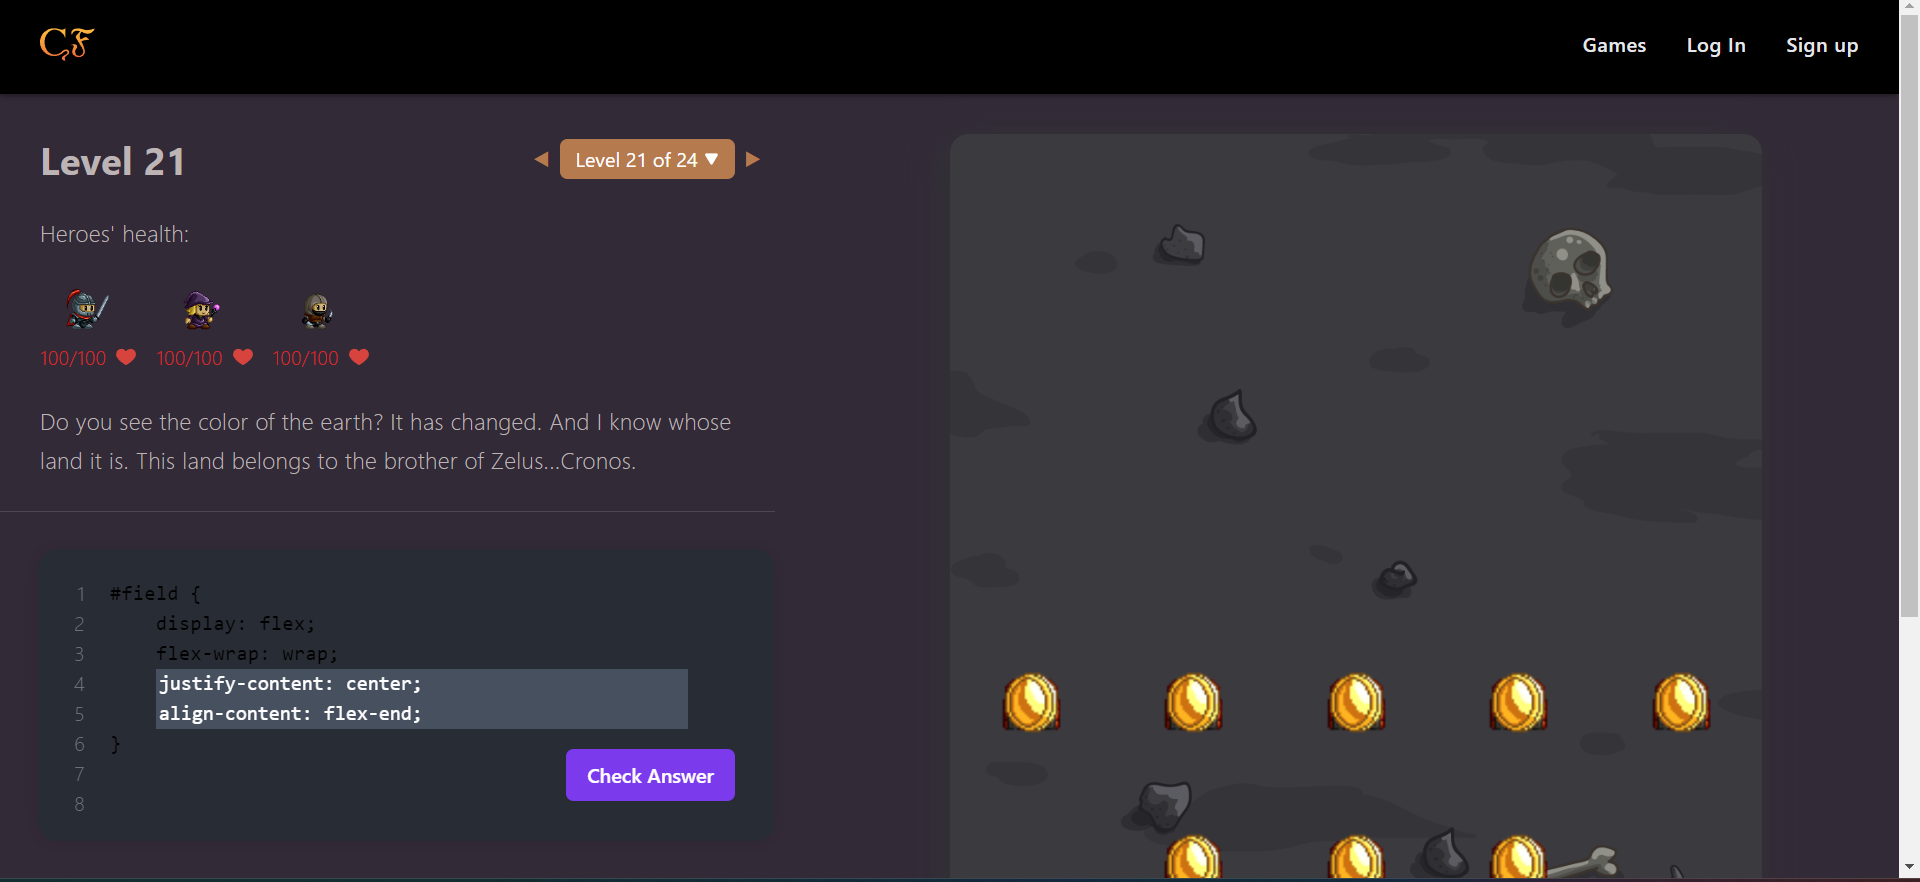 CF
Games
Log In
Sign up
Level 21
◀ Level 21 of 24 ▼ ▶
Heroes' health:
100/100 100/100 100/100
Do you see the color of the earth? It has changed. And I know whose
land it is. This land belongs to the brother of Zelus...Cronos.
1 #field {
2 display: flex;
3 flex-wrap: wrap;
4 justify-content: center;
5 align-content: flex-end;
6 }
7
8
Check Answer